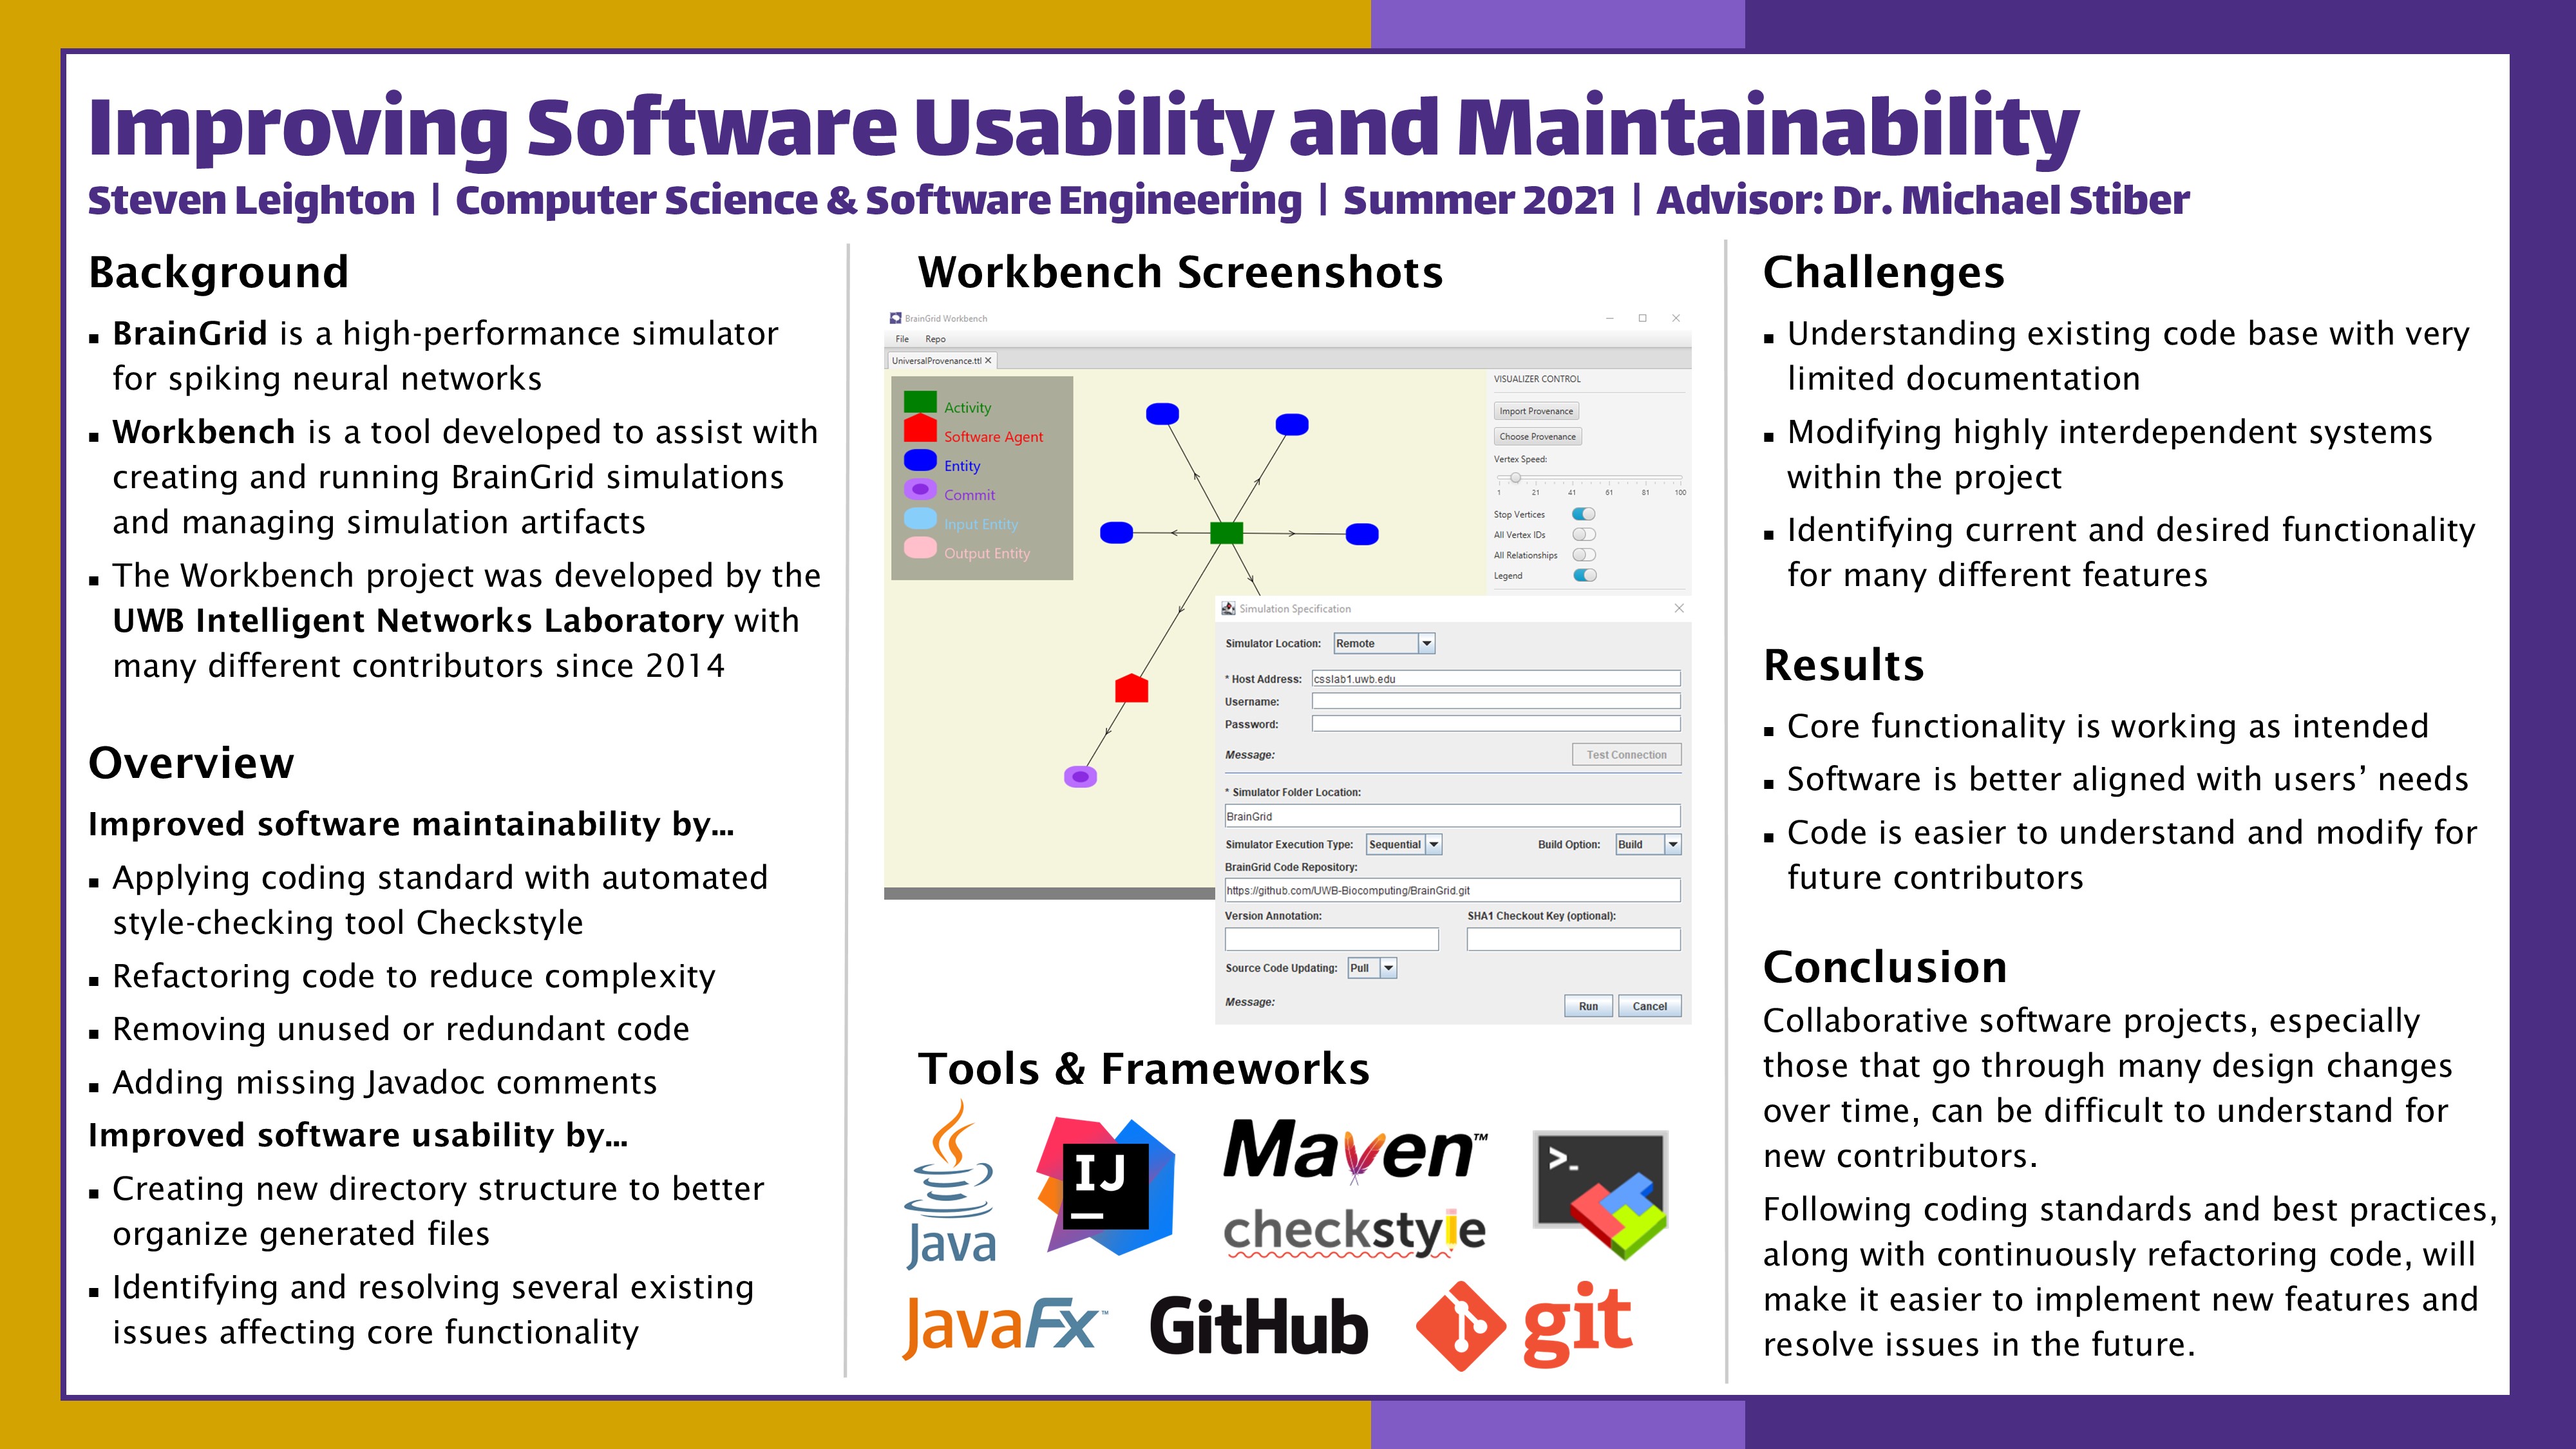 Improving Software Usability and Maintainability
Steven Leighton | Computer Science & Software Engineering | Summer 2021 | Advisor: Dr. Michael Stiber
Background
▪ BrainGrid is a high-performance simulator
for spiking neural networks
▪ Workbench is a tool developed to assist with
creating and running BrainGrid simulations
and managing simulation artifacts
▪ The Workbench project was developed by the
UWB Intelligent Networks Laboratory with
many different contributors since 2014
Overview
Improved software maintainability by...
▪ Applying coding standard with automated
style-checking tool Checkstyle
▪ Refactoring code to reduce complexity
▪ Removing unused or redundant code
▪ Adding missing Javadoc comments
Improved software usability by...
▪ Creating new directory structure to better
organize generated files
▪ Identifying and resolving several existing
issues affecting core functionality
Workbench Screenshots
BrainGrid Workbench
File Repo
UniversalProvenance.ttl
Activity
Software Agent
Entity
Commit
Input Entity
Output Entity
VISUALIZER CONTROL
Import Provenance
Choose Provenance
Vertex Speed:
1 21 41 61 81 100
Stop Vertices
All Vertex IDs
All Relationships
Legend
Simulation Specification
Simulator Location: Remote
* Host Address: csslab1.uwb.edu
Username:
Password:
Message: Test Connection
* Simulator Folder Location:
BrainGrid
Simulator Execution Type: Sequential Build Option: Build
BrainGrid Code Repository:
https://github.com/UWB-Biocomputing/BrainGrid.git
Version Annotation: SHA1 Checkout Key (optional):
Source Code Updating: Pull
Message: Run Cancel
Tools & Frameworks
Java
IJ
Maven™
checkstyle
>-
JavaFX™
GitHub
git
Challenges
▪ Understanding existing code base with very
limited documentation
▪ Modifying highly interdependent systems
within the project
▪ Identifying current and desired functionality
for many different features
Results
▪ Core functionality is working as intended
▪ Software is better aligned with users’ needs
▪ Code is easier to understand and modify for
future contributors
Conclusion
Collaborative software projects, especially
those that go through many design changes
over time, can be difficult to understand for
new contributors.
Following coding standards and best practices,
along with continuously refactoring code, will
make it easier to implement new features and
resolve issues in the future.